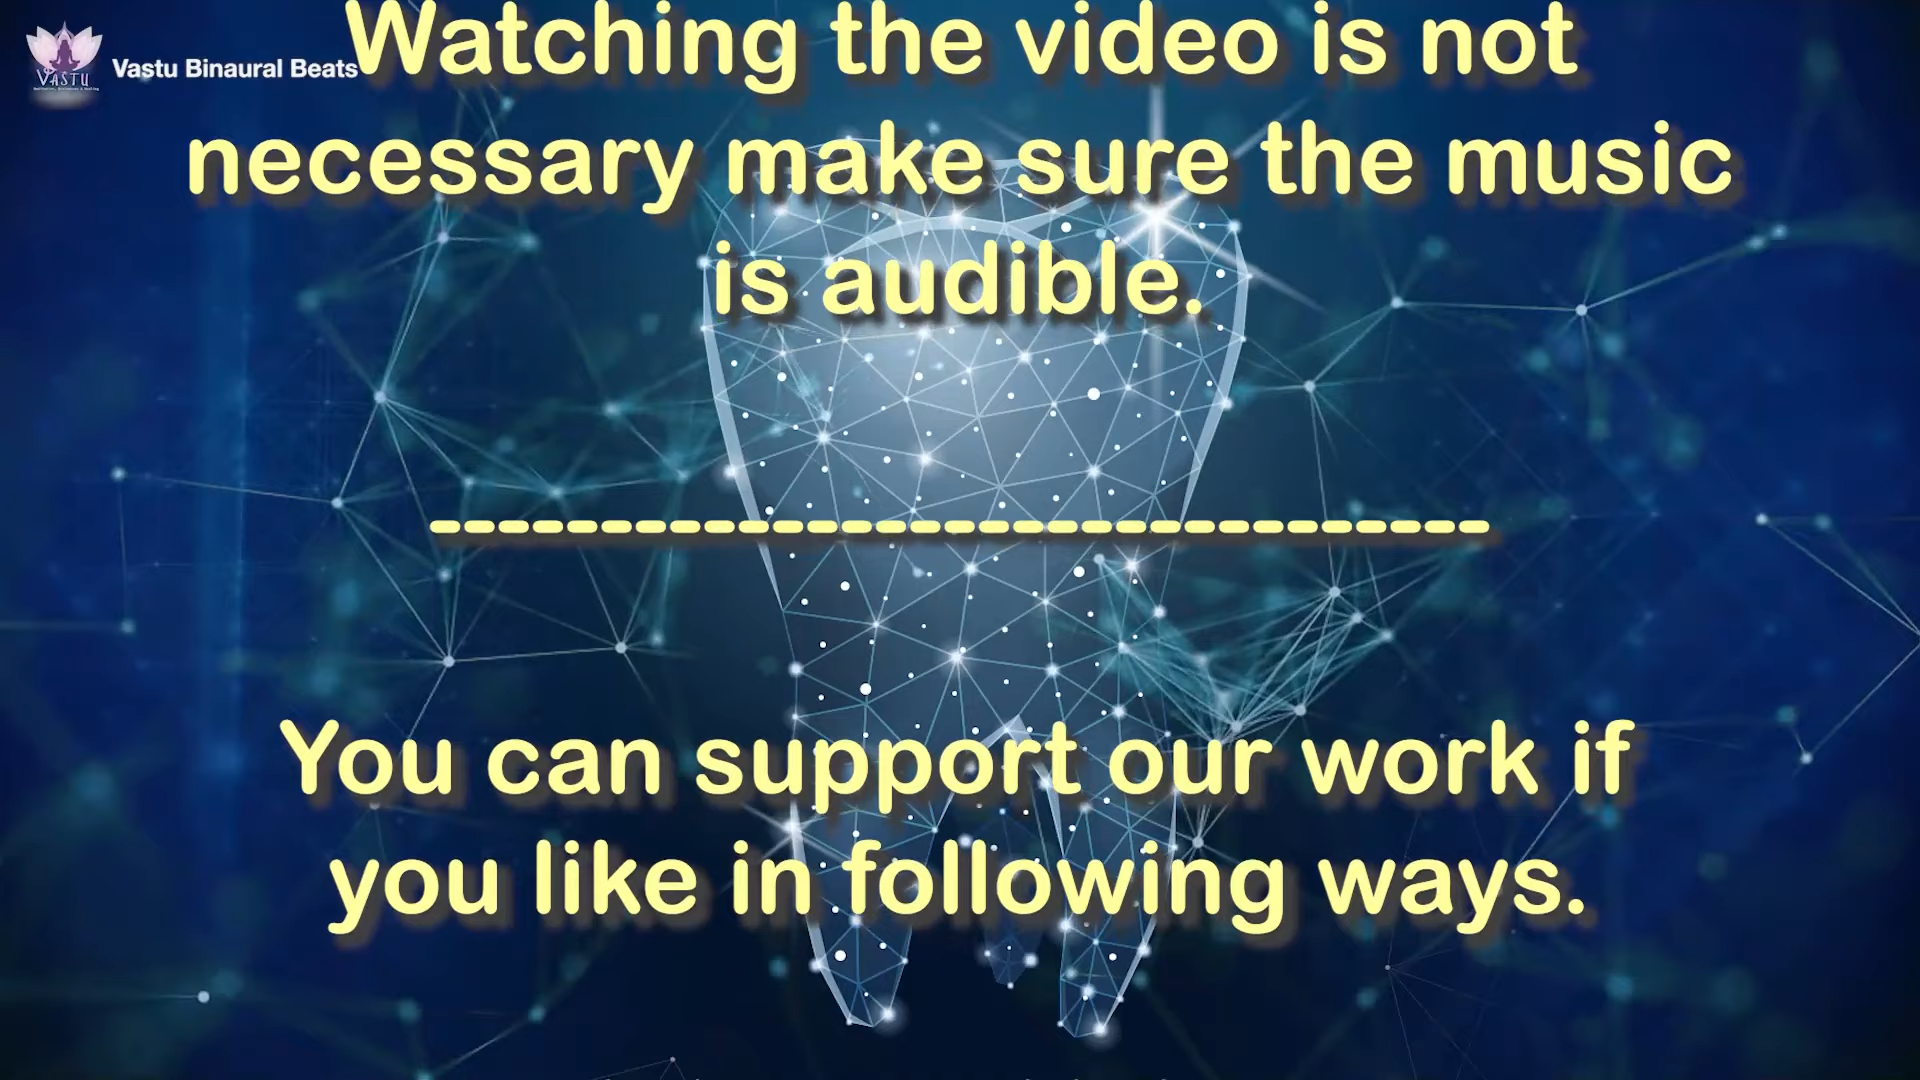 VASTU
Vastu Binaural Beats
Watching the video is not
necessary make sure the music
is audible.
-------------------------------
You can support our work if
you like in following ways.